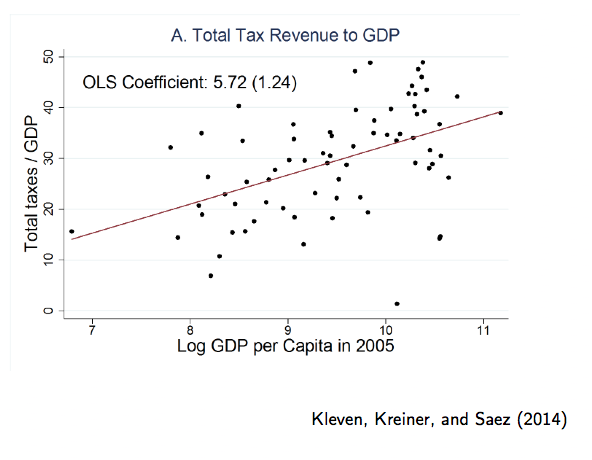 A. Total Tax Revenue to GDP
OLS Coefficient: 5.72 (1.24)
Total taxes / GDP
50
40
30
20
10
0
7 8 9 10 11
Log GDP per Capita in 2005
Kleven, Kreiner, and Saez (2014)